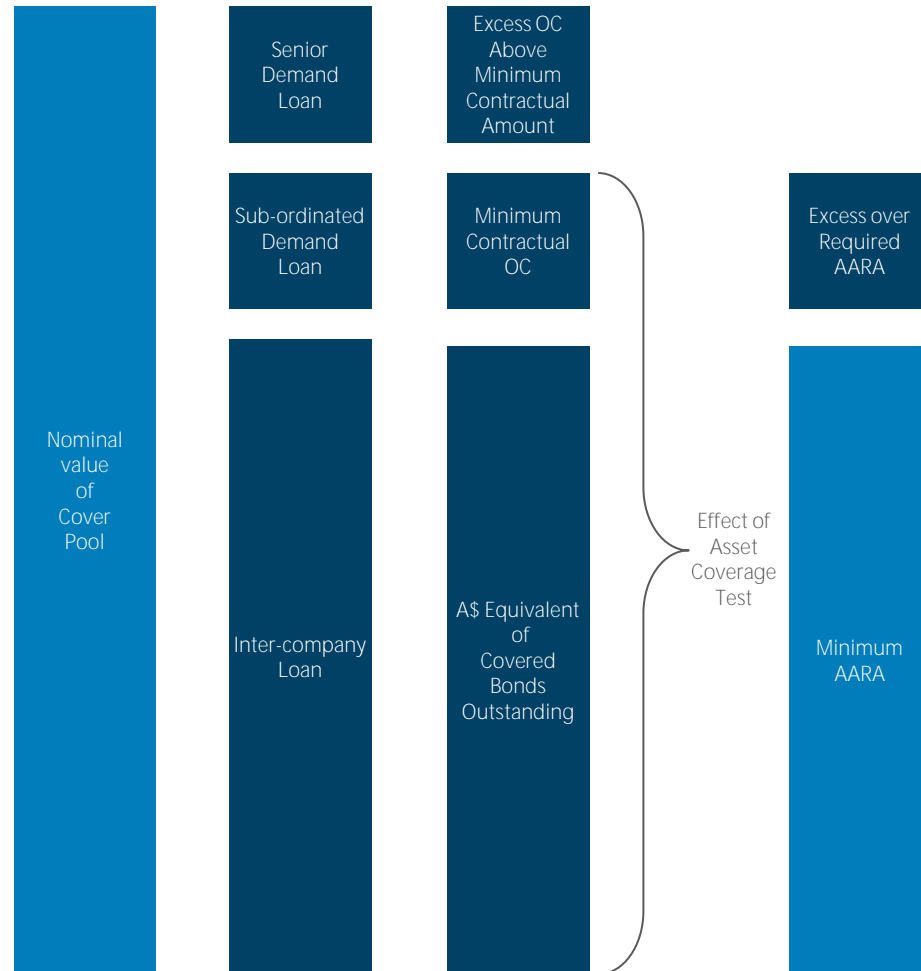 Nominal
value
of
Cover
Pool
Senior
Demand
Loan
Sub-ordinated
Demand
Loan
Inter-company
Loan
Excess OC
Above
Minimum
Contractual
Amount
Minimum
Contractual
OC
A$ Equivalent
of
Covered
Bonds
Outstanding
Effect of
Asset
Coverage
Test
Excess over
Required
AARA
Minimum
AARA